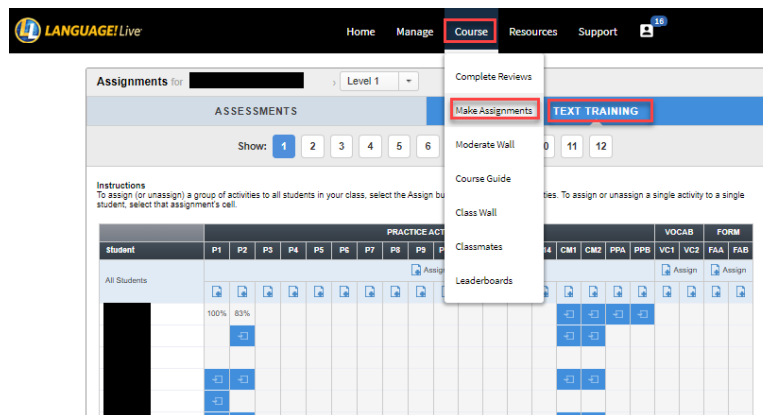 LANGUAGE! Live
Home Manage Course Resources Support 16
Assignments for Level 1
Complete Reviews
Make Assignments
Moderate Wall
Course Guide
Class Wall
Classmates
Leaderboards
ASSESSMENTS TEXT TRAINING
Show: 1 2 3 4 5 6 0 11 12
Instructions
To assign (or unassign) a group of activities to all students in your class, select the Assign bu ties. To assign or unassign a single activity to a single
student, select that assignment's cell.
PRACTICE ACT VOCAB FORM
Student P1 P2 P3 P4 P5 P6 P7 P8 P9 P 14 CM1 CM2 PPA PPB VC1 VC2 FAA FAB
All Students Assig Assign Assign
100% 83%